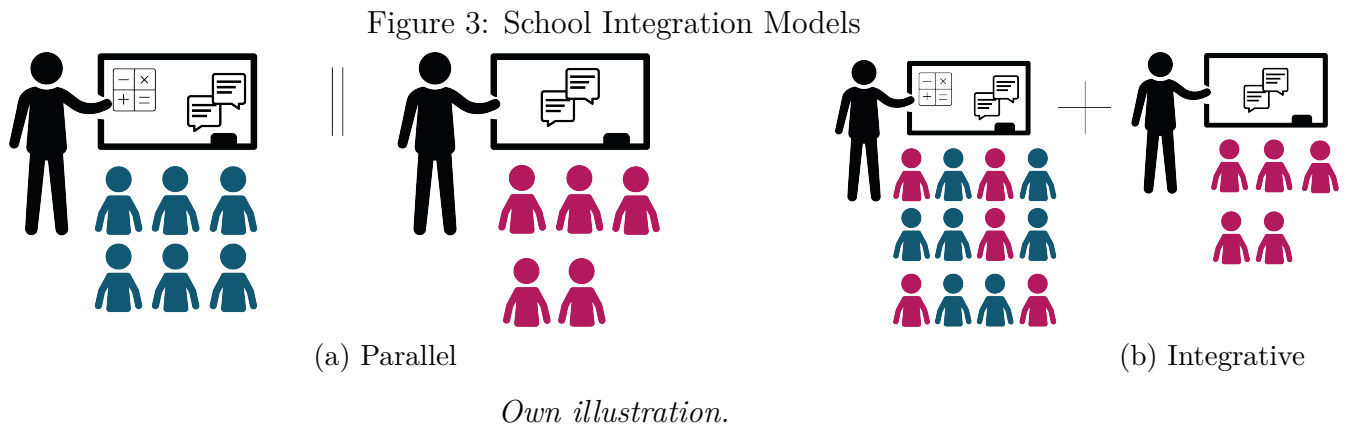 Figure 3: School Integration Models
− ×
+ =
− ×
+ =
(a) Parallel
(b) Integrative
Own illustration.